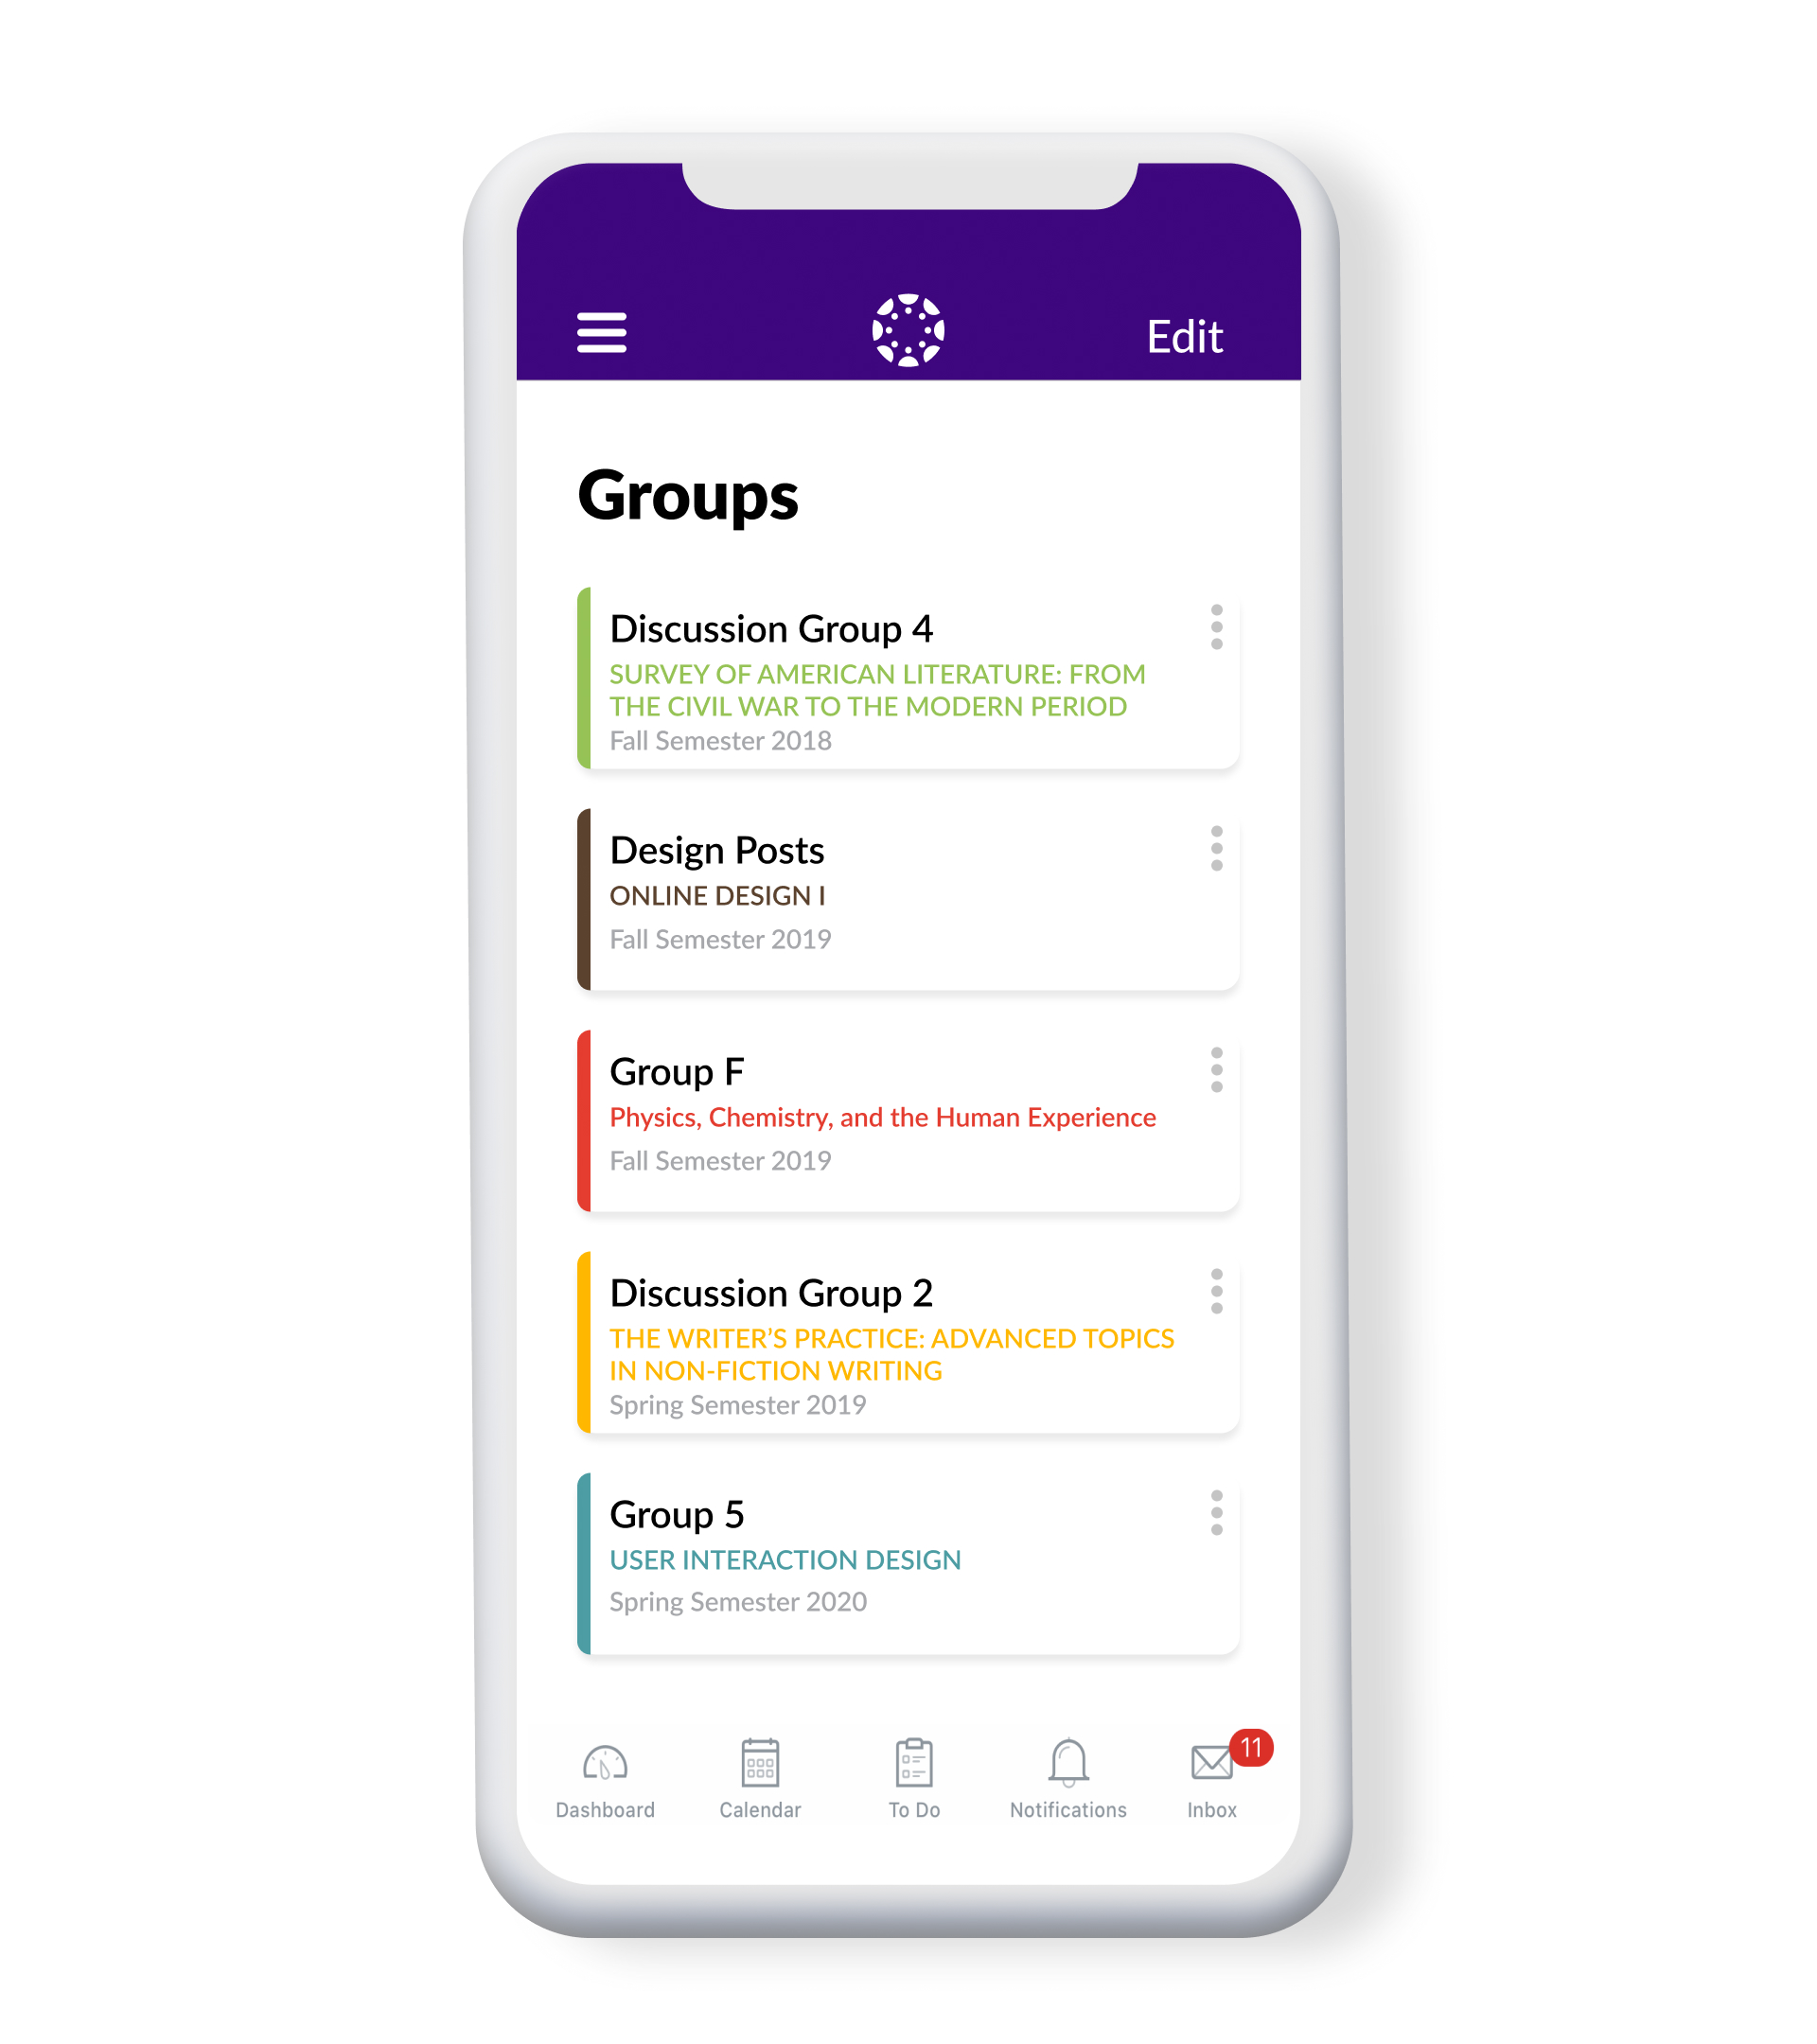 Edit
Groups
Discussion Group 4
SURVEY OF AMERICAN LITERATURE: FROM
THE CIVIL WAR TO THE MODERN PERIOD
Fall Semester 2018
Design Posts
ONLINE DESIGN I
Fall Semester 2019
Group F
Physics, Chemistry, and the Human Experience
Fall Semester 2019
Discussion Group 2
THE WRITER’S PRACTICE: ADVANCED TOPICS
IN NON-FICTION WRITING
Spring Semester 2019
Group 5
USER INTERACTION DESIGN
Spring Semester 2020
11
Dashboard Calendar To Do Notifications Inbox